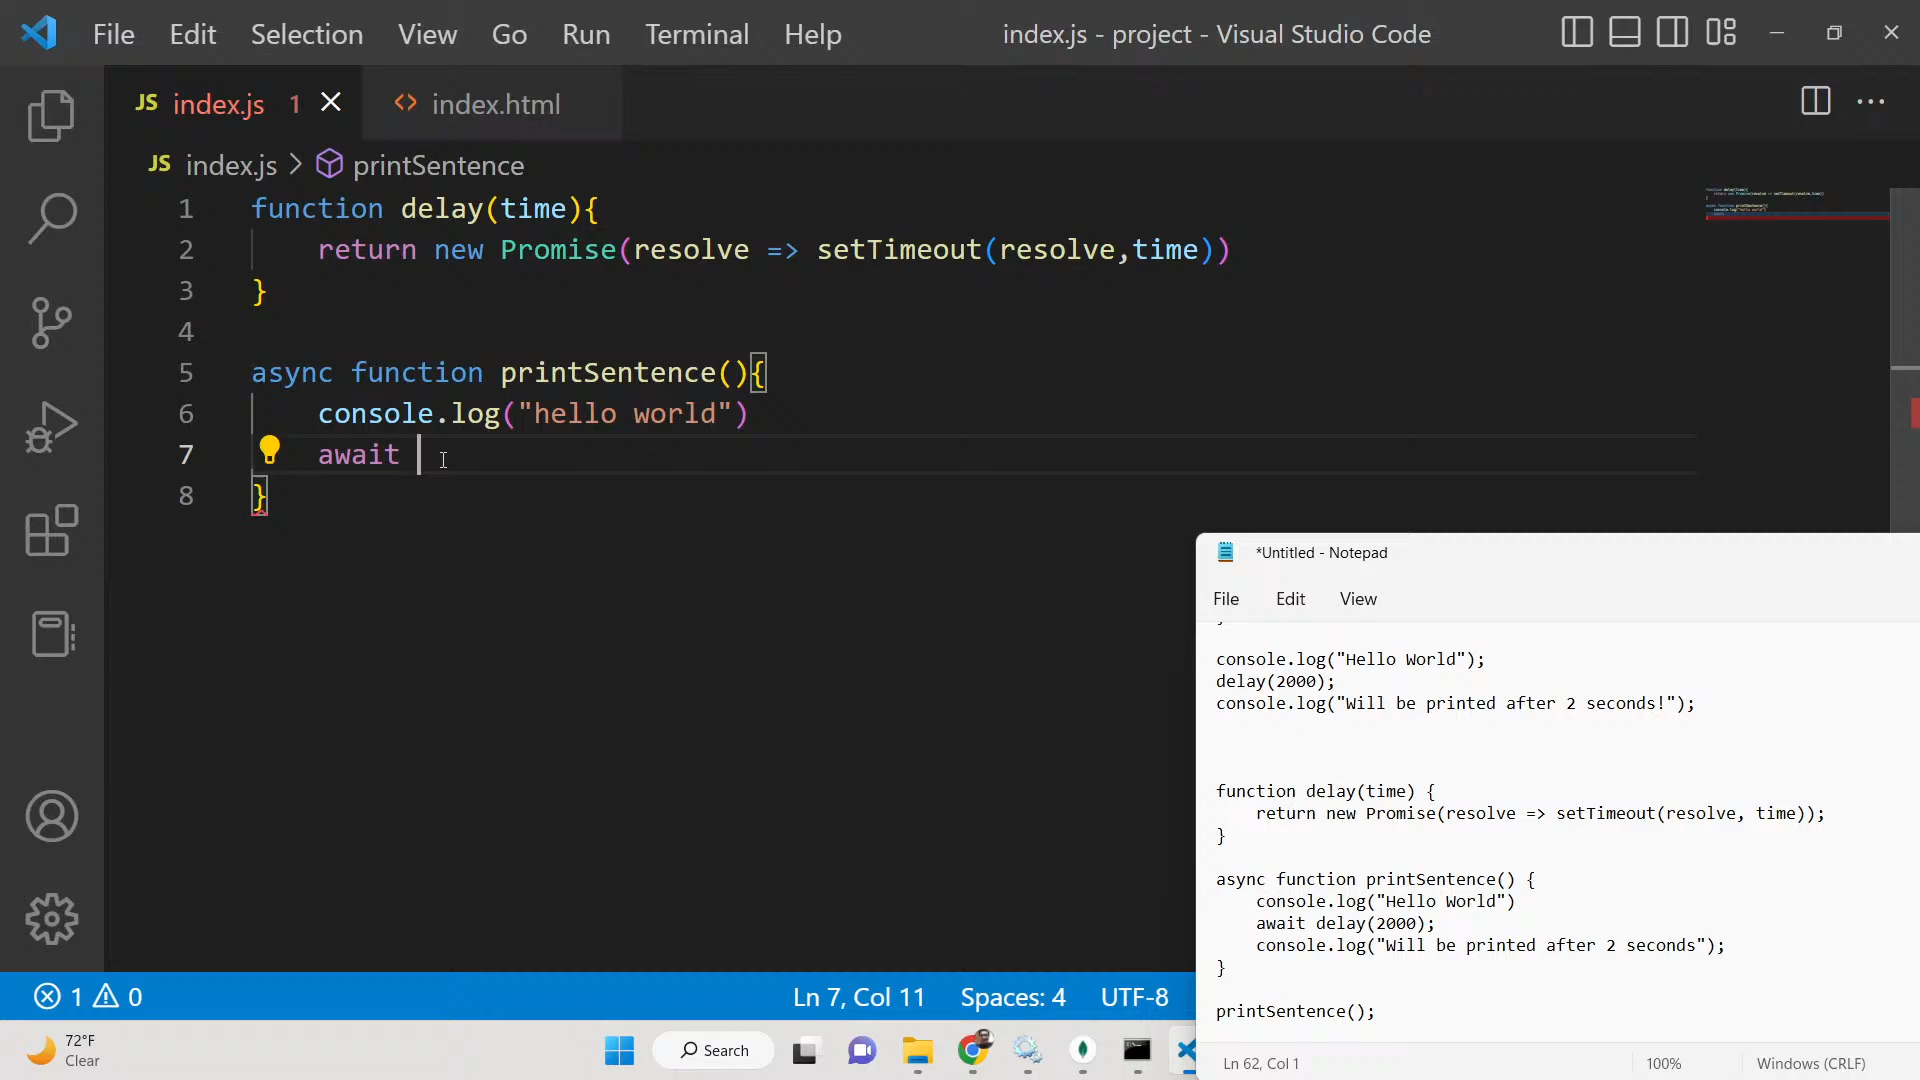 File Edit Selection View Go Run Terminal Help index.js - project - Visual Studio Code
JS index.js 1 index.html
JS index.js > printSentence
1 function delay(time){
2 return new Promise(resolve => setTimeout(resolve,time))
3 }
4
5 async function printSentence(){
6 console.log("hello world")
7 await
8 }
*Untitled - Notepad
File Edit View
console.log("Hello World");
delay(2000);
console.log("Will be printed after 2 seconds!");
function delay(time) {
return new Promise(resolve => setTimeout(resolve, time));
}
async function printSentence() {
console.log("Hello World")
await delay(2000);
console.log("Will be printed after 2 seconds");
}
printSentence();
Ln 62, Col 1 100% Windows (CRLF)
1 0 Ln 7, Col 11 Spaces: 4 UTF-8
72°F
Clear
Search